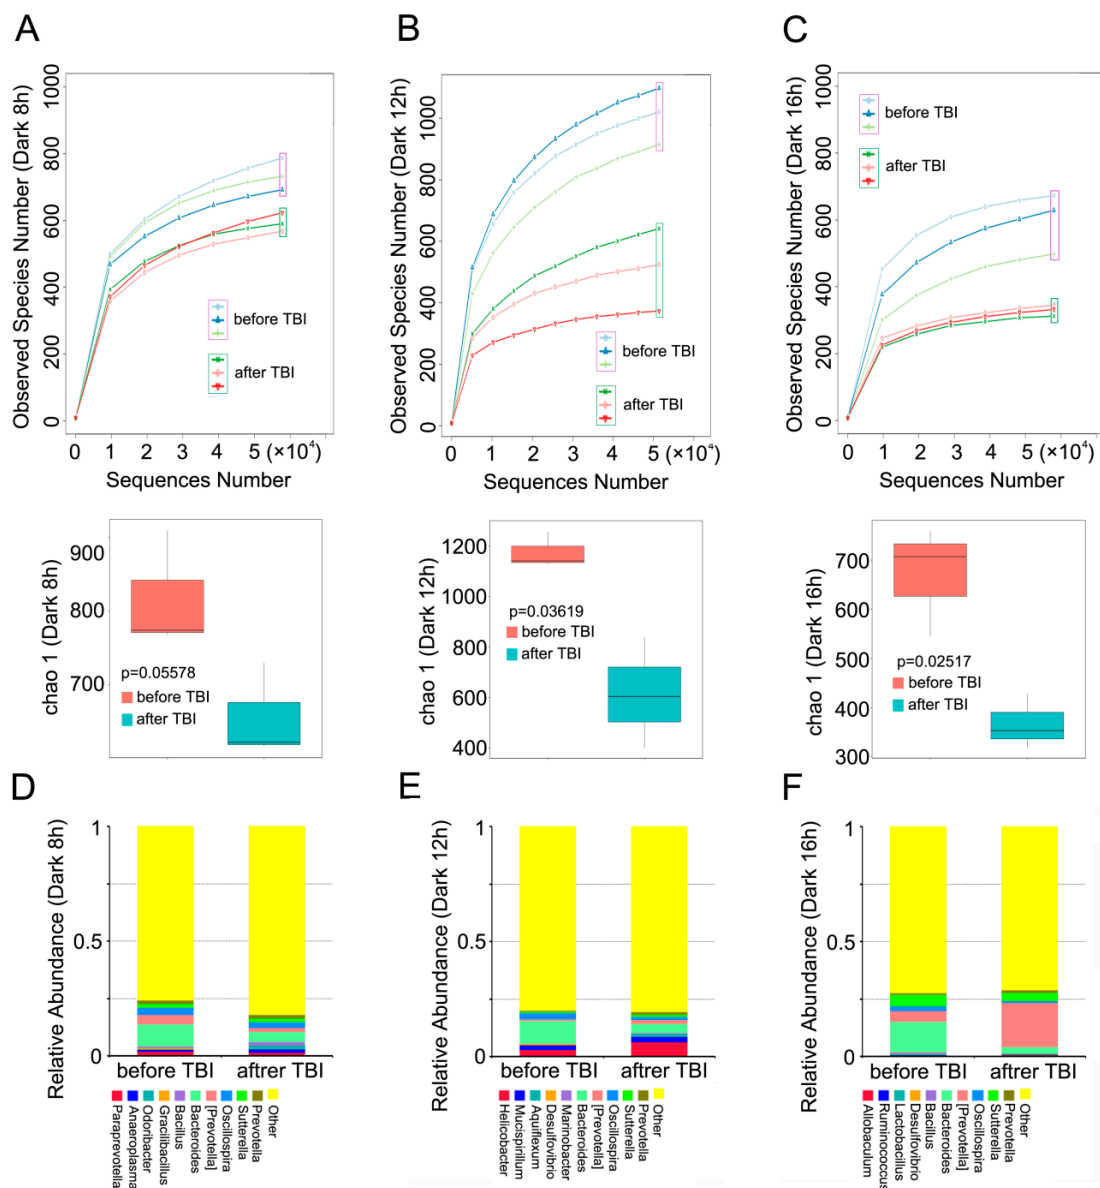 A
Observed Species Number (Dark 8h)
1000
800
600
400
200
0
before TBI
after TBI
0 1 2 3 4 5 (×10⁴)
Sequences Number
B
Observed Species Number (Dark 12h)
1000
800
600
400
200
0
before TBI
after TBI
0 1 2 3 4 5 (×10⁴)
Sequences Number
C
Observed Species Number (Dark 16h)
1000
800
600
400
200
0
before TBI
after TBI
0 1 2 3 4 5 (×10⁴)
Sequences Number
chao 1 (Dark 8h)
900
800
700
p=0.05578
before TBI
after TBI
chao 1 (Dark 12h)
1200
1000
800
600
400
p=0.03619
before TBI
after TBI
chao 1 (Dark 16h)
700
600
500
400
300
p=0.02517
before TBI
after TBI
D
Relative Abundance (Dark 8h)
1
0.5
0
before TBI
aftrer TBI
Paraprevotella
Anaeroplasma
Odoribacter
Gracilibacillus
Bacillus
Bacteroides
[Prevotella]
Oscillospira
Sutterella
Prevotella
Other
E
Relative Abundance (Dark 12h)
1
0.5
0
before TBI
aftrer TBI
Helicobacter
Mucispirillum
Aquiflexum
Desulfovibrio
Marinobacter
Bacteroides
[Prevotella]
Oscillospira
Sutterella
Prevotella
Other
F
Relative Abundance (Dark 16h)
1
0.5
0
before TBI
aftrer TBI
Allobaculum
Ruminococcus
Lactobacillus
Desulfovibrio
Bacillus
Bacteroides
[Prevotella]
Oscillospira
Sutterella
Prevotella
Other